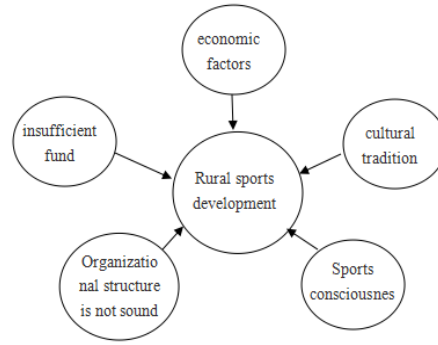 economic
factors
insufficient
fund
cultural
tradition
Rural sports
development
Organizatio
nal structure
is not sound
Sports
consciousnes